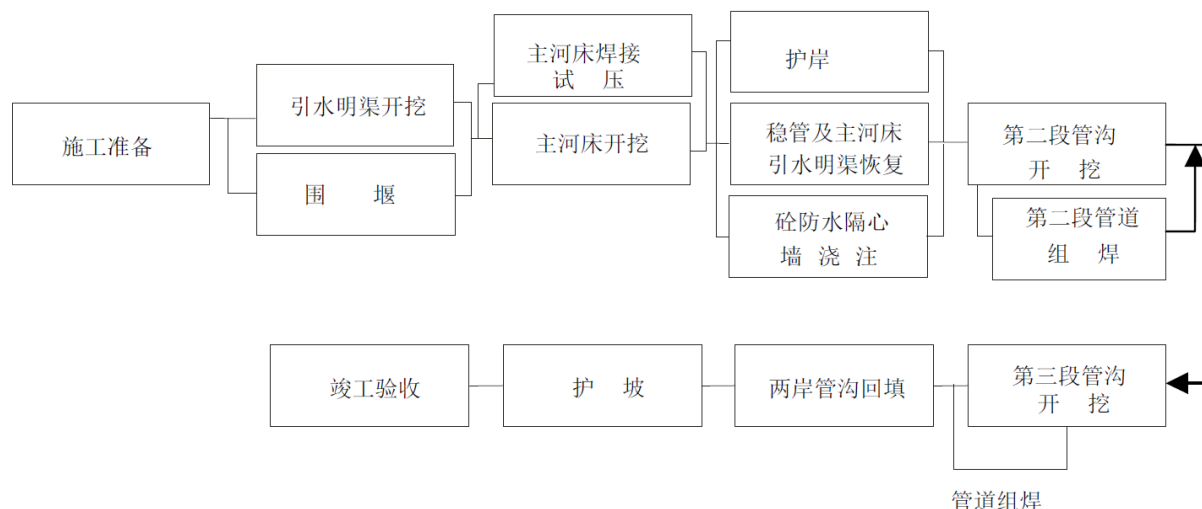 施工准备
引水明渠开挖
围 堰
主河床焊接
试 压
主河床开挖
护岸
稳管及主河床
引水明渠恢复
砼防水隔心
墙 浇 注
第二段管沟
开 挖
第二段管道
组 焊
竣工验收
护 坡
两岸管沟回填
第三段管沟
开 挖
管道组焊